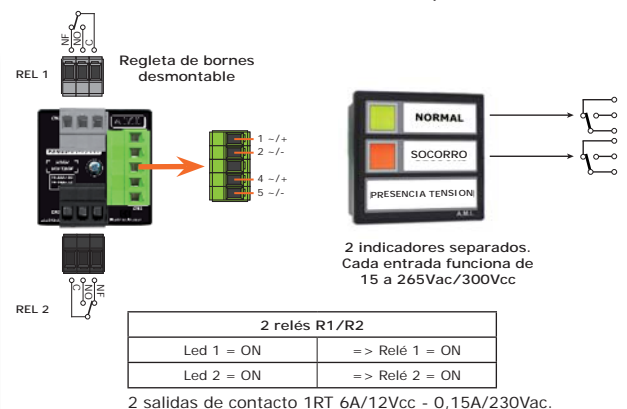 NF
NO
C
REL 1
Regleta de bornes
desmontable
1 ~/+
2 ~/-
4 ~/+
5 ~/-
NORMAL
SOCORRO
PRESENCIA TENSION
A.M.I.
2 indicadores separados.
Cada entrada funciona de
15 a 265Vac/300Vcc
C
NO
NF
REL 2
2 relés R1/R2
Led 1 = ON => Relé 1 = ON
Led 2 = ON => Relé 2 = ON
2 salidas de contacto 1RT 6A/12Vcc - 0,15A/230Vac.